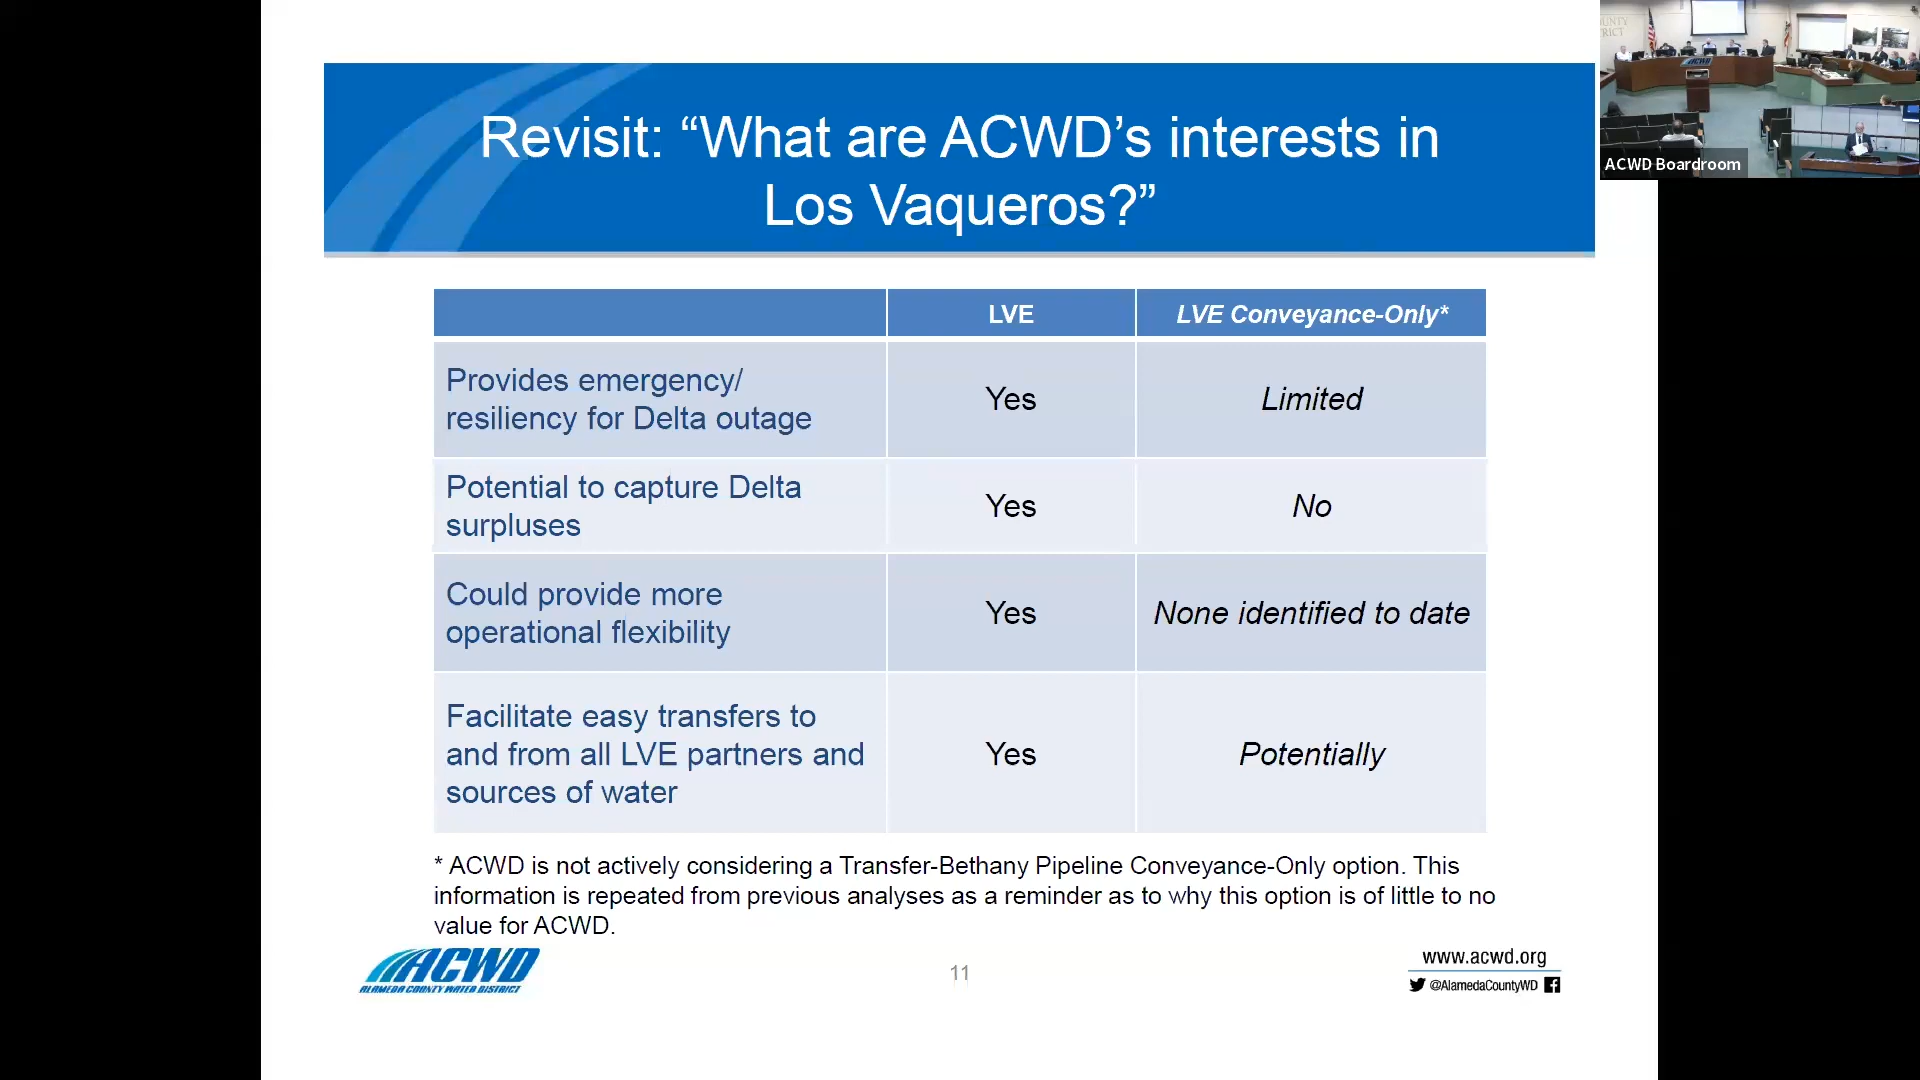 Revisit: “What are ACWD’s interests in
Los Vaqueros?”
ACWD Boardroom
LVE
LVE Conveyance-Only*
Provides emergency/
resiliency for Delta outage
Yes
Limited
Potential to capture Delta
surpluses
Yes
No
Could provide more
operational flexibility
Yes
None identified to date
Facilitate easy transfers to
and from all LVE partners and
sources of water
Yes
Potentially
* ACWD is not actively considering a Transfer-Bethany Pipeline Conveyance-Only option. This
information is repeated from previous analyses as a reminder as to why this option is of little to no
value for ACWD.
ACWD
ALAMEDA COUNTY WATER DISTRICT
11
www.acwd.org
@AlamedaCountyWD